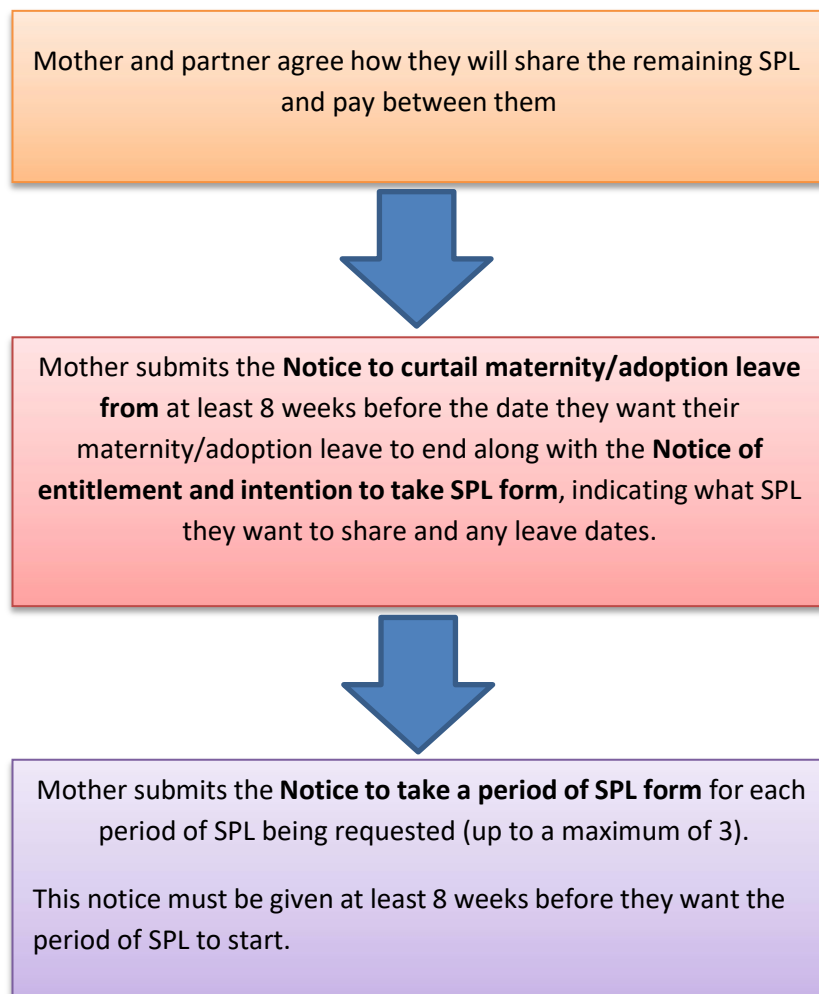 Mother and partner agree how they will share the remaining SPL
and pay between them
Mother submits the Notice to curtail maternity/adoption leave
from at least 8 weeks before the date they want their
maternity/adoption leave to end along with the Notice of
entitlement and intention to take SPL form, indicating what SPL
they want to share and any leave dates.
Mother submits the Notice to take a period of SPL form for each
period of SPL being requested (up to a maximum of 3).
This notice must be given at least 8 weeks before they want the
period of SPL to start.